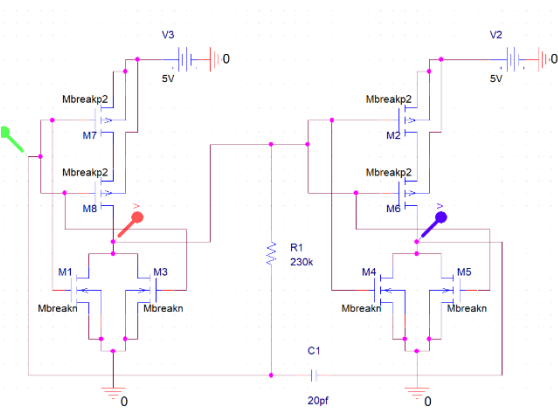 V3
V2
0
0
5V
5V
Mbreakp2
Mbreakp2
M7
M2
Mbreakp2
Mbreakp2
V
V
M8
M6
R1
230k
M1
M3
M4
M5
Mbreakn
Mbreakn
Mbreakn
Mbreakn
C1
20pf
0
0